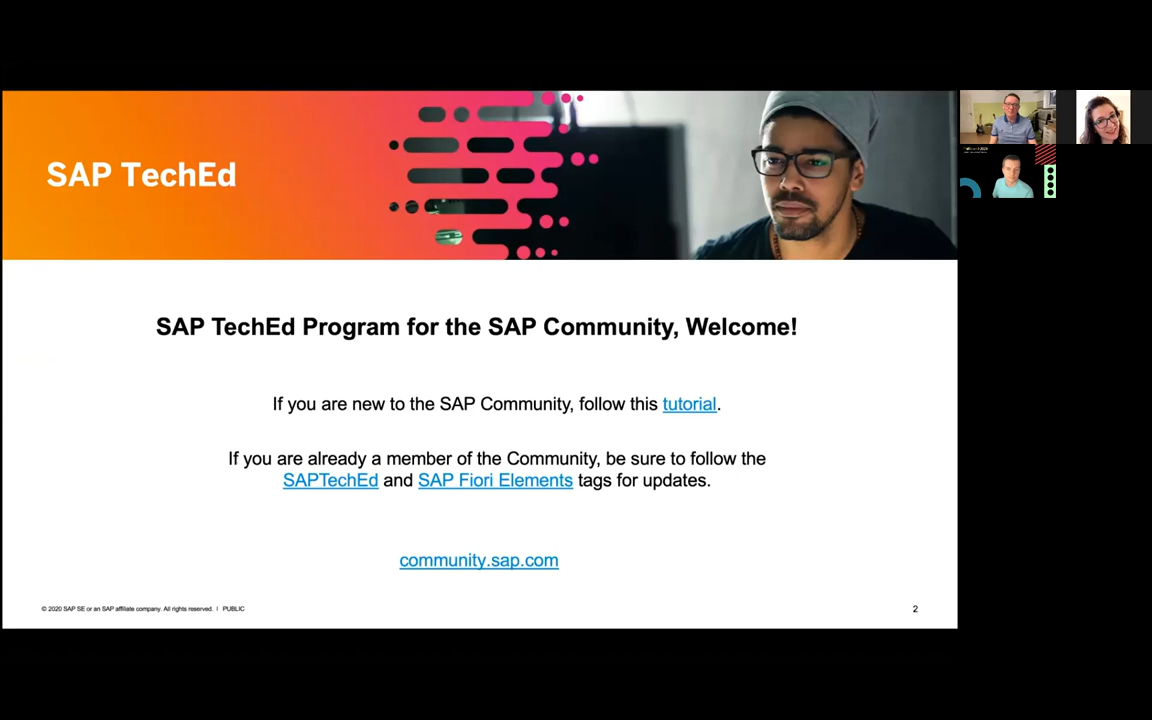 SAP TechEd
SAP TechEd Program for the SAP Community, Welcome!
If you are new to the SAP Community, follow this tutorial.
If you are already a member of the Community, be sure to follow the
SAPTechEd and SAP Fiori Elements tags for updates.
community.sap.com
© 2020 SAP SE or an SAP affiliate company. All rights reserved. I PUBLIC
2